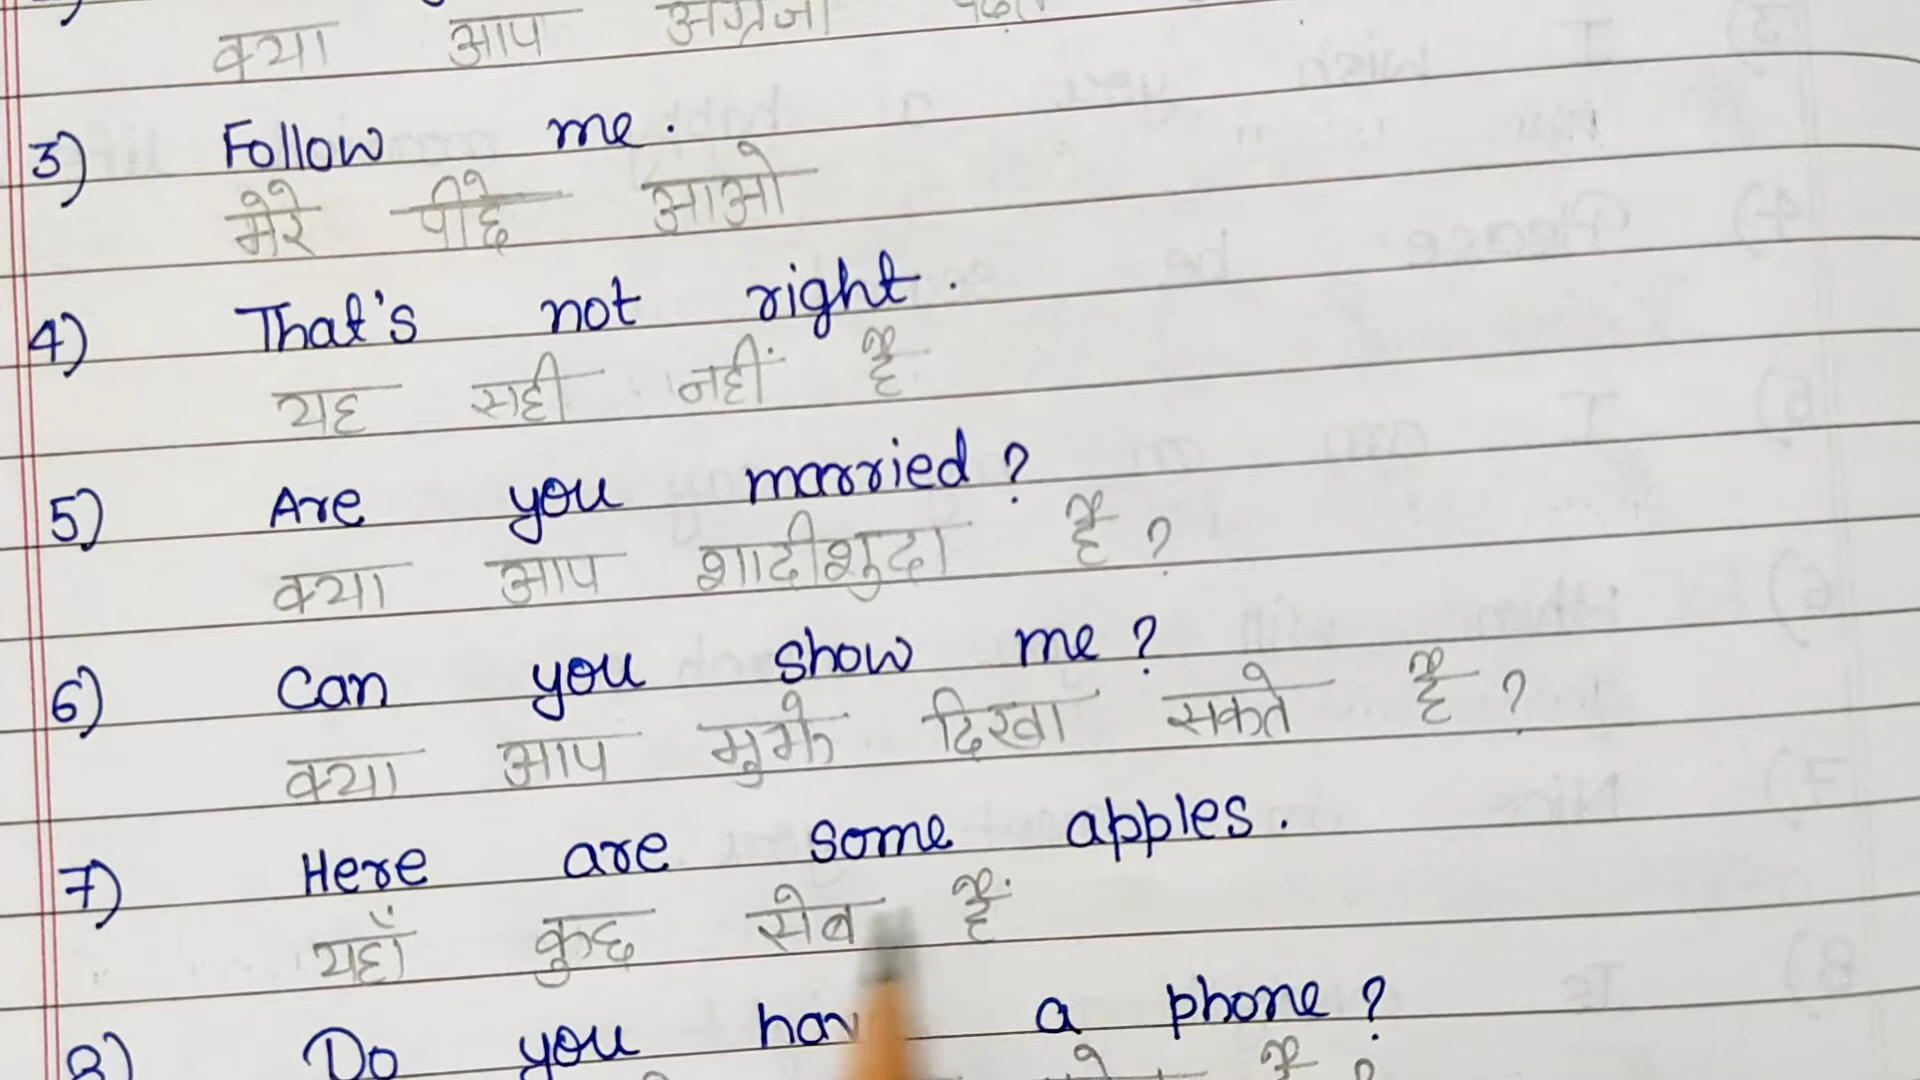 क्या आप अंग्रेजी
3) Follow me.
मेरे पीछे आओ
4) That's not right.
यह सही नहीं है
5) Are you married?
क्या आप शादीशुदा है?
6) Can you show me?
क्या आप मुझे दिखा सकते है?
7) Here are some apples.
यहाँ कुछ सेब हैं
8) Do you a phone?